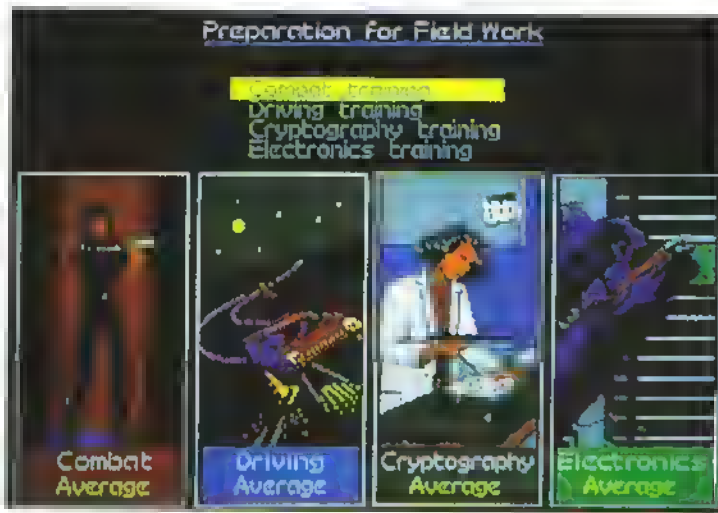 Preparation for Field Work
Combat training
Driving training
Cryptography training
Electronics training
Combat
Average
Driving
Average
Cryptography
Average
Electronics
Average